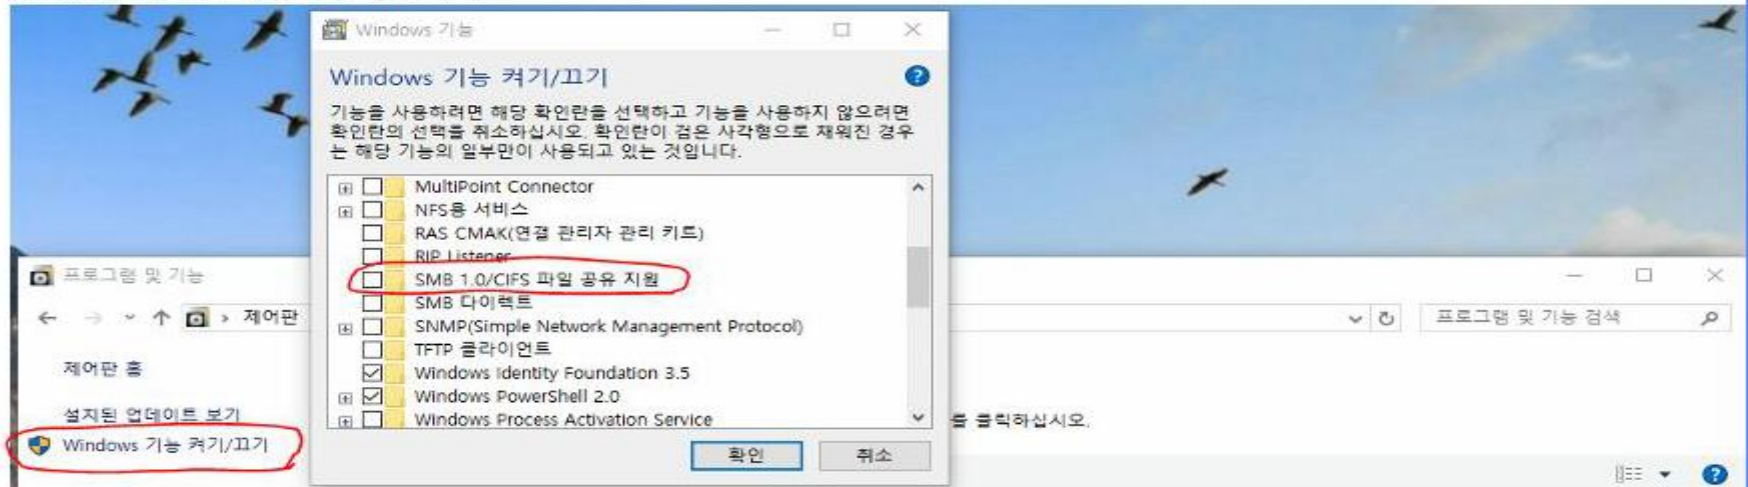 Windows 기능
Windows 기능 켜기/끄기
기능을 사용하려면 해당 확인란을 선택하고 기능을 사용하지 않으려면
확인란의 선택을 취소하십시오. 확인란이 검은 사각형으로 채워진 경우
는 해당 기능의 일부만이 사용되고 있는 것입니다.
MultiPoint Connector
NFS용 서비스
RAS CMAK(연결 관리자 관리 키트)
RIP Listener
SMB 1.0/CIFS 파일 공유 지원
SMB 다이렉트
SNMP(Simple Network Management Protocol)
TFTP 클라이언트
Windows Identity Foundation 3.5
Windows PowerShell 2.0
Windows Process Activation Service
확인 취소
프로그램 및 기능
제어판
프로그램 및 기능 검색
제어판 홈
설치된 업데이트 보기
Windows 기능 켜기/끄기
를 클릭하십시오.